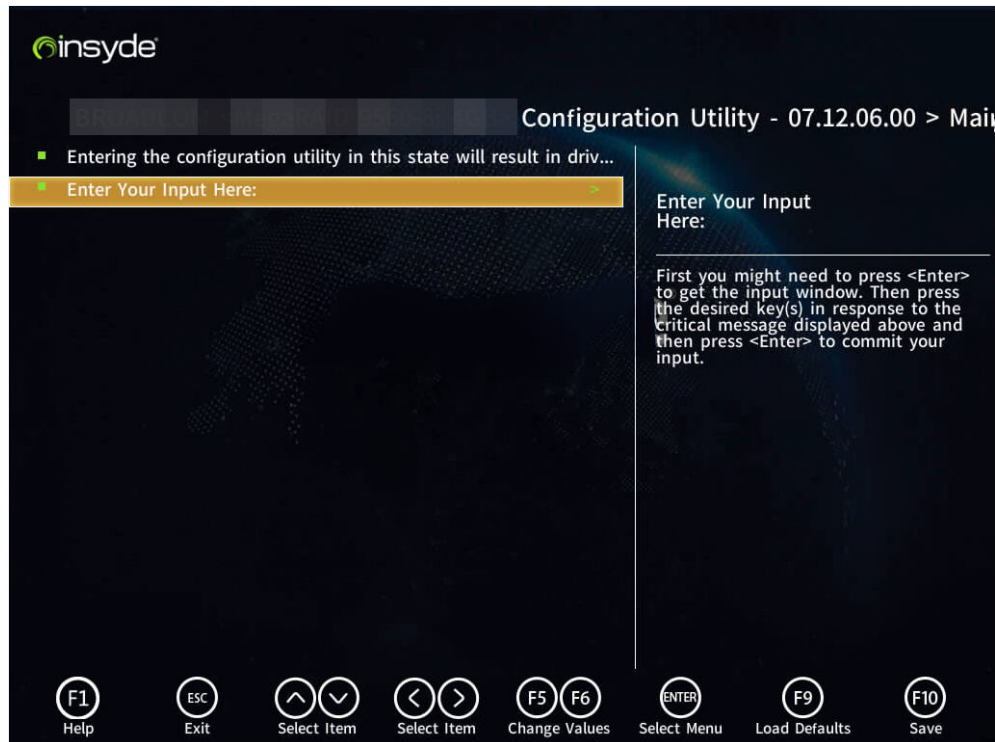 insyde
Configuration Utility - 07.12.06.00 > Main
Entering the configuration utility in this state will result in driv...
Enter Your Input Here: >
Enter Your Input
Here:
First you might need to press <Enter>
to get the input window. Then press
the desired key(s) in response to the
critical message displayed above and
then press <Enter> to commit your
input.
F1 ESC F5 F6 ENTER F9 F10
Help Exit Select Item Select Item Change Values Select Menu Load Defaults Save